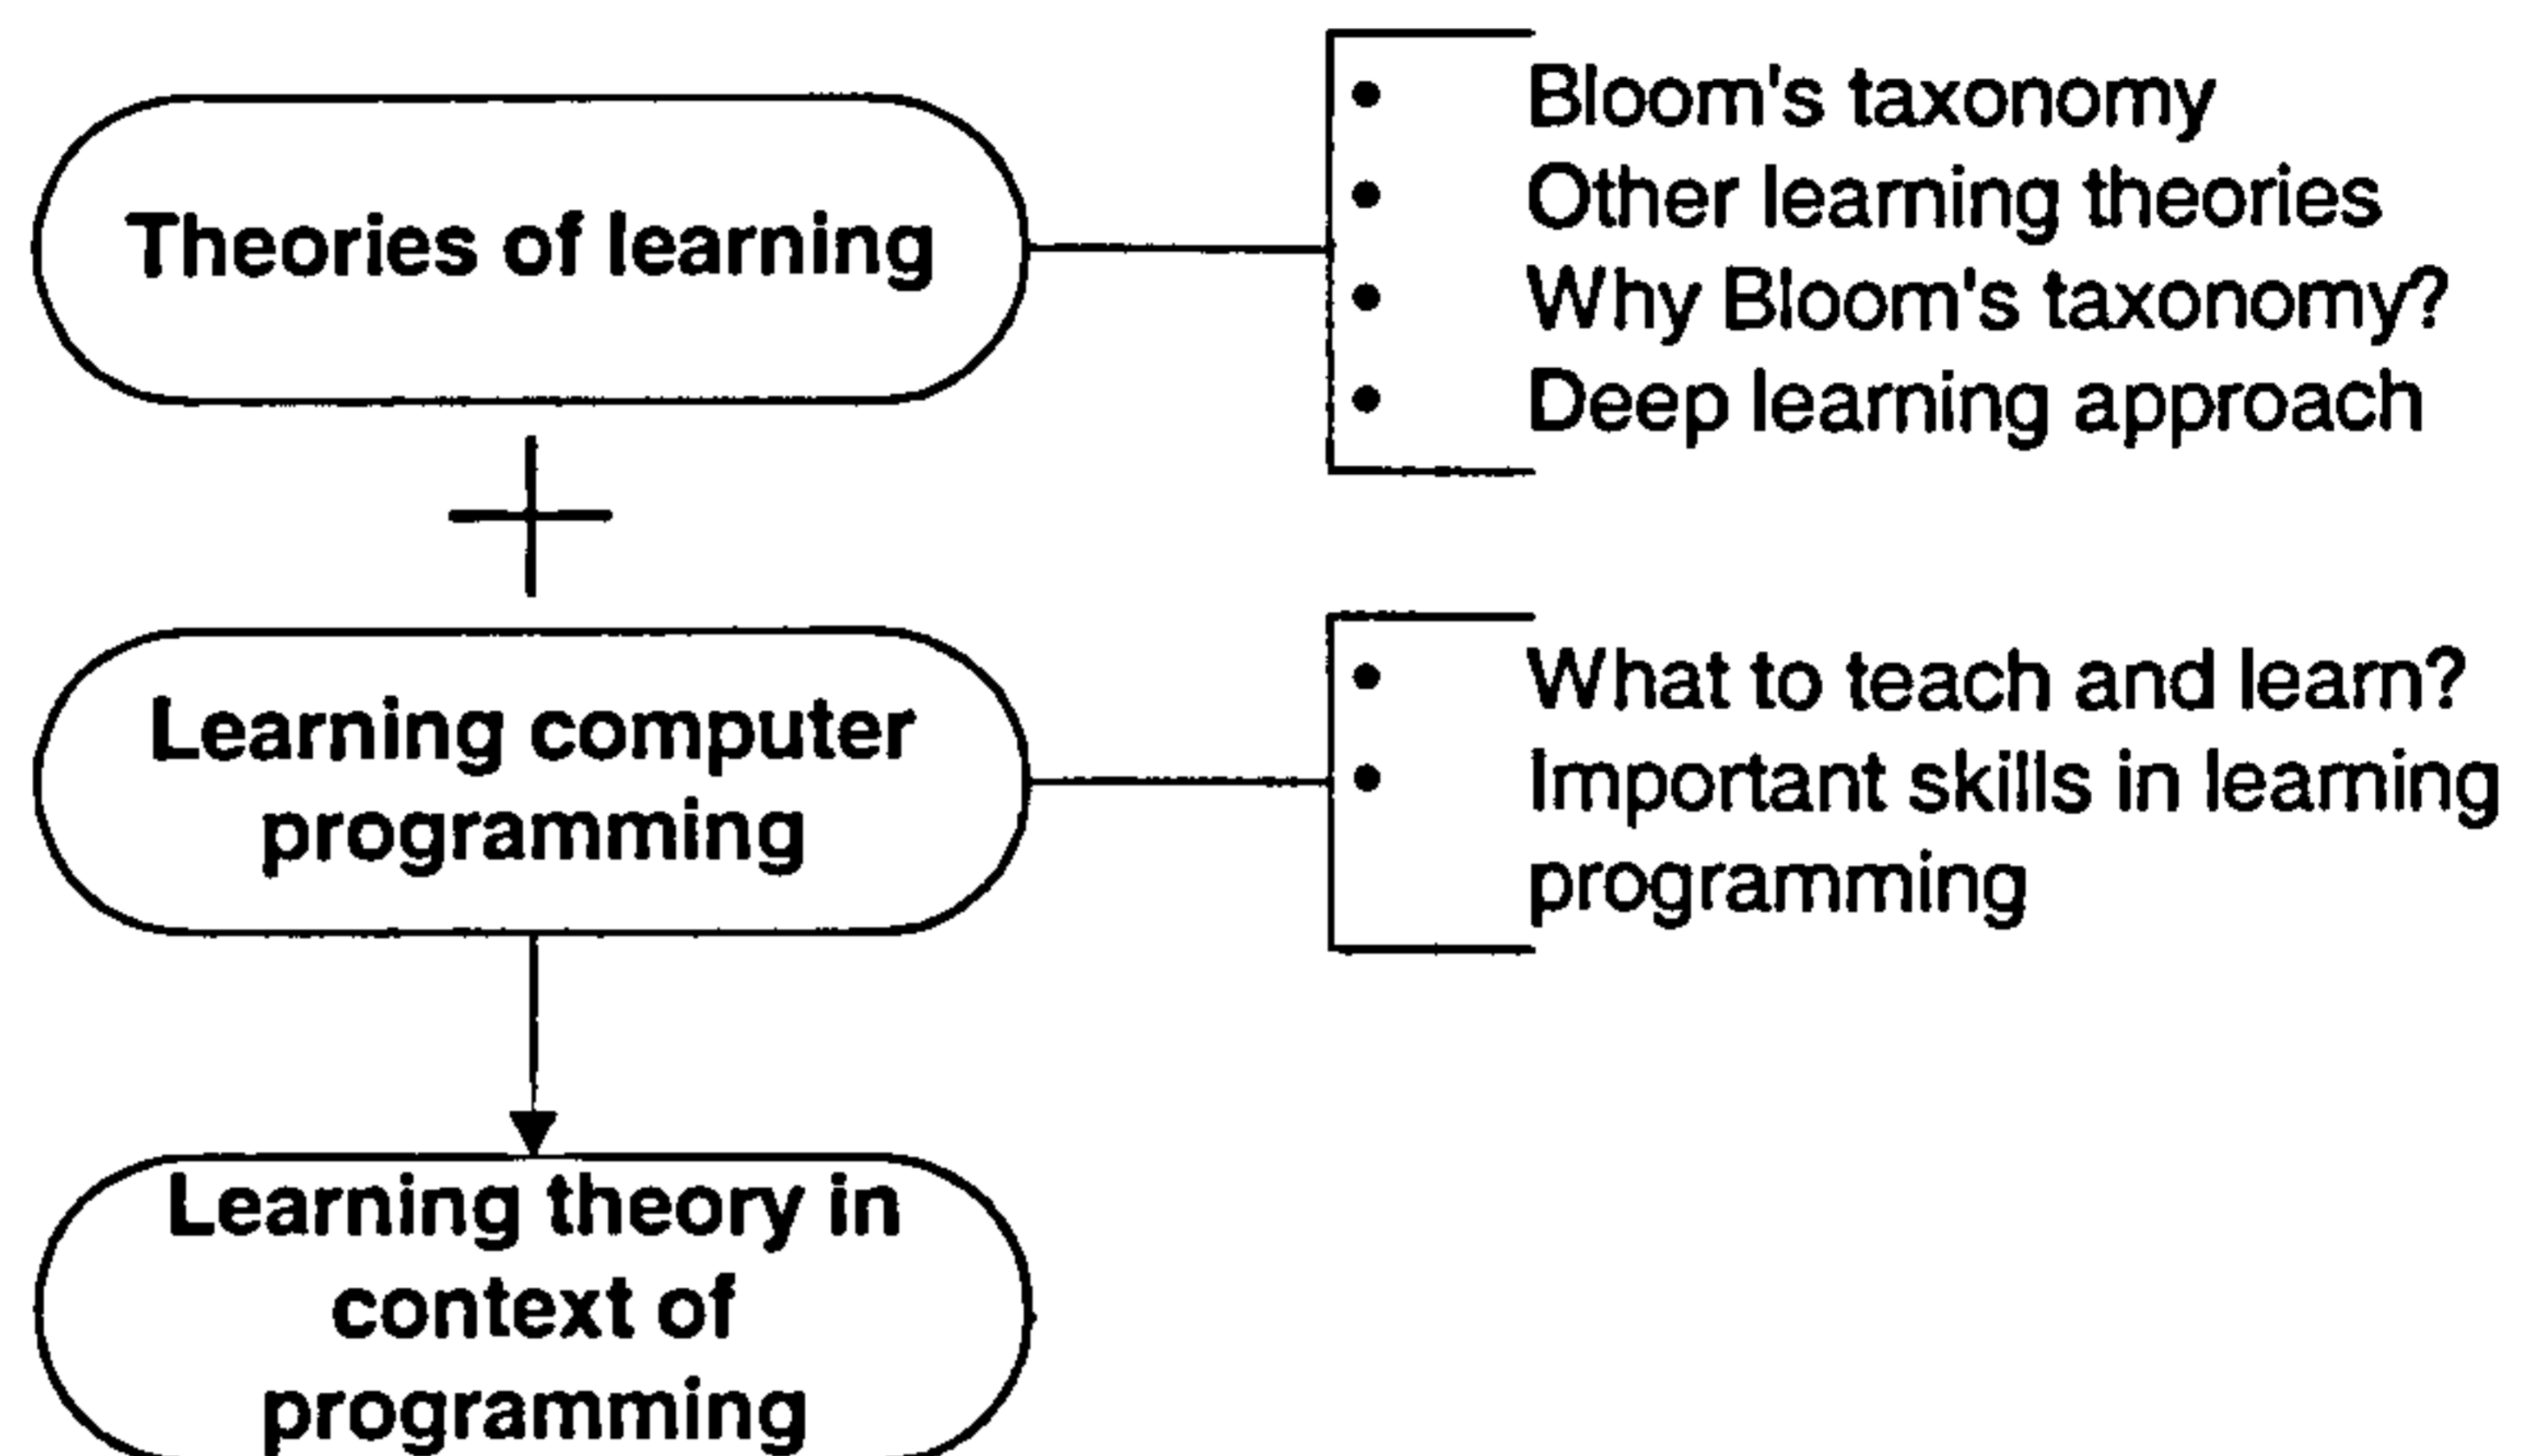 Theories of learning
• Bloom's taxonomy
• Other learning theories
• Why Bloom's taxonomy?
• Deep learning approach
+
Learning computer
programming
• What to teach and learn?
• Important skills in learning
programming
Learning theory in
context of
programming